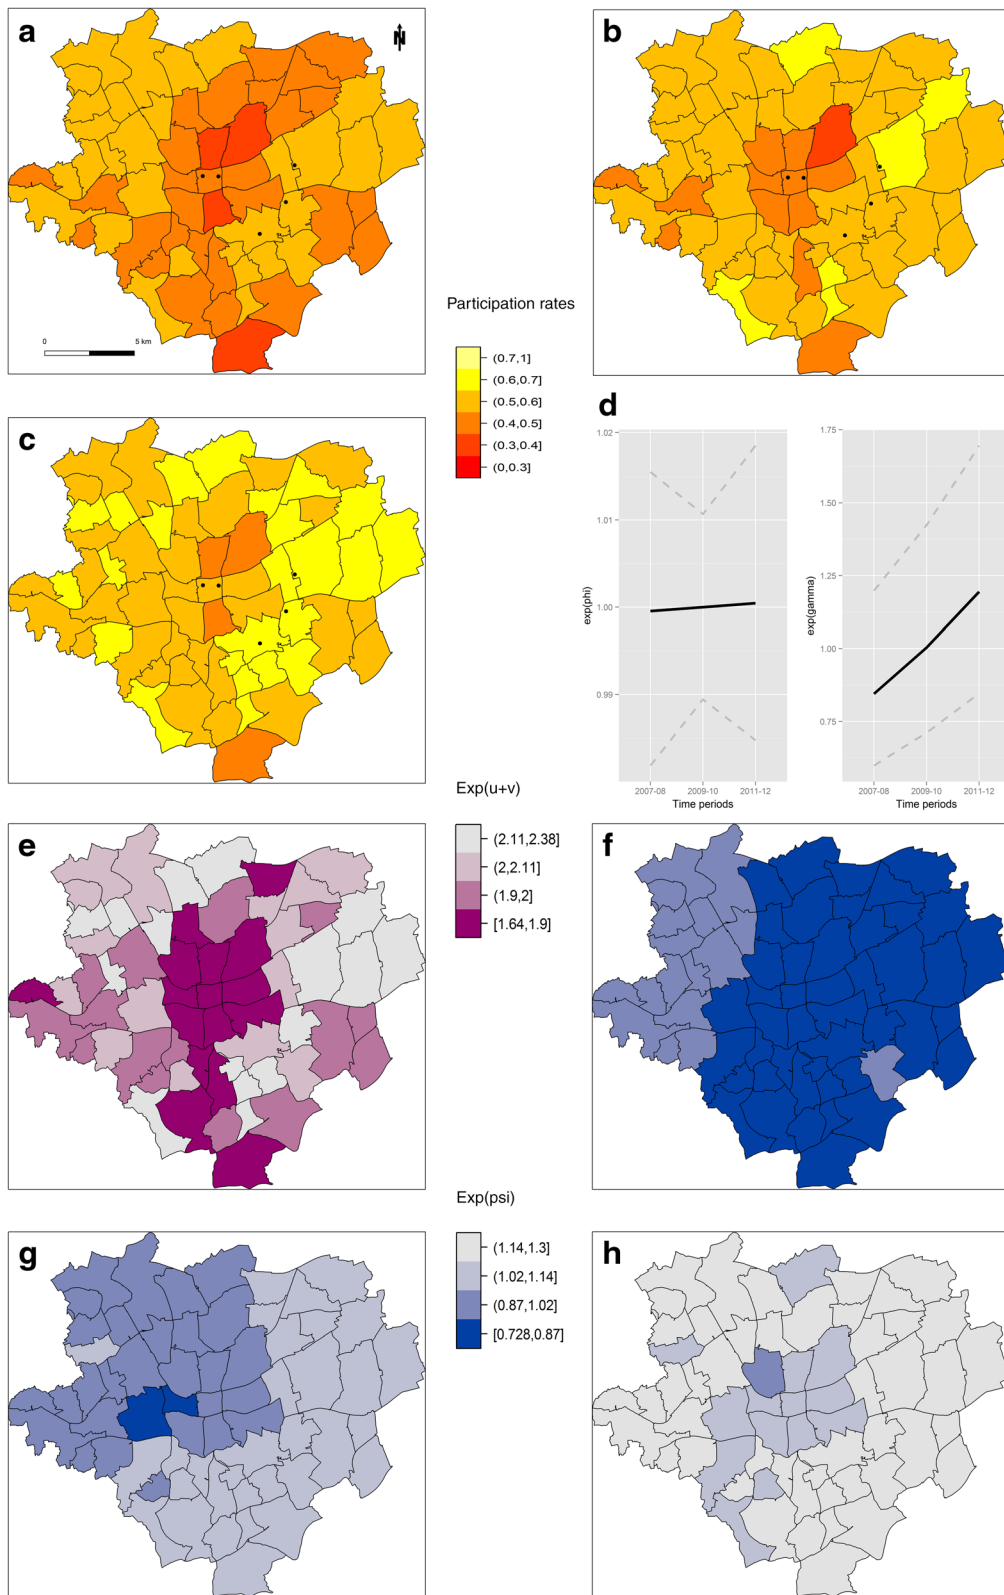 a
N
0 5 km
b
Participation rates
(0.7,1]
(0.6,0.7]
(0.5,0.6]
(0.4,0.5]
(0.3,0.4]
(0,0.3]
c
d
1.02
1.01
1.00
0.99
exp(phi)
2007-08 2009-10 2011-12
Time periods
1.75
1.50
1.25
1.00
0.75
exp(gamma)
2007-08 2009-10 2011-12
Time periods
Exp(u+v)
(2.11,2.38]
(2,2.11]
(1.9,2]
[1.64,1.9]
e
f
Exp(psi)
(1.14,1.3]
(1.02,1.14]
(0.87,1.02]
[0.728,0.87]
g
h